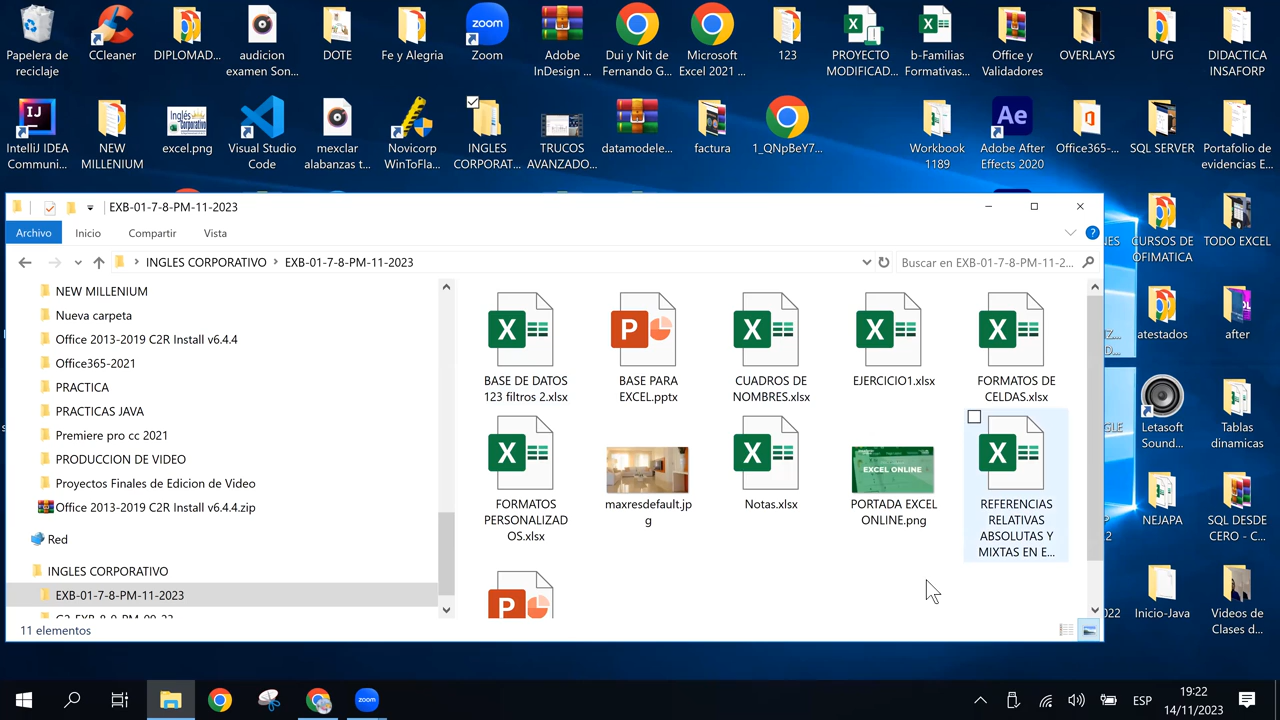 Papelera de
reciclaje
CCleaner
DIPLOMAD...
audicion
examen Son...
DOTE
Fe y Alegria
zoom
Zoom
Adobe
InDesign ...
Dui y Nit de
Fernando G...
Microsoft
Excel 2021 ...
123
PROYECTO
MODIFICAD...
b-Familias
Formativas...
Office y
Validadores
OVERLAYS
UFG
DIDACTICA
INSAFORP
IntelliJ IDEA
Communi...
NEW
MILLENIUM
Inglés
Corporativo
excel.png
Visual Studio
Code
mexclar
alabanzas t...
Novicorp
WinToFla...
INGLES
CORPORAT...
TRUCOS
AVANZADO...
datamodele...
factura
1_QNpBeY7...
Workbook
1189
Ae
Adobe After
Effects 2020
Office365-...
SQL SERVER
Portafolio de
evidencias E...
EXB-01-7-8-PM-11-2023
Archivo
Inicio
Compartir
Vista
INGLES CORPORATIVO
EXB-01-7-8-PM-11-2023
Buscar en EXB-01-7-8-PM-11-2...
NEW MILLENIUM
Nueva carpeta
Office 2013-2019 C2R Install v6.4.4
Office365-2021
PRACTICA
PRACTICAS JAVA
Premiere pro cc 2021
PRODUCCION DE VIDEO
Proyectos Finales de Edicion de Video
Office 2013-2019 C2R Install v6.4.4.zip
Red
INGLES CORPORATIVO
EXB-01-7-8-PM-11-2023
BASE DE DATOS
123 filtros 2.xlsx
BASE PARA
EXCEL.pptx
CUADROS DE
NOMBRES.xlsx
EJERCICIO1.xlsx
FORMATOS DE
CELDAS.xlsx
FORMATOS
PERSONALIZAD
OS.xlsx
maxresdefault.jp
g
Notas.xlsx
EXCEL ONLINE
PORTADA EXCEL
ONLINE.png
REFERENCIAS
RELATIVAS
ABSOLUTAS Y
MIXTAS EN E...
11 elementos
CURSOS DE
OFIMATICA
TODO EXCEL
atestados
after
Letasoft
Sound...
Tablas
dinamicas
NEJAPA
SQL DESDE
CERO - C...
Inicio-Java
Videos de
Clases d...
zoom
ESP
19:22
14/11/2023